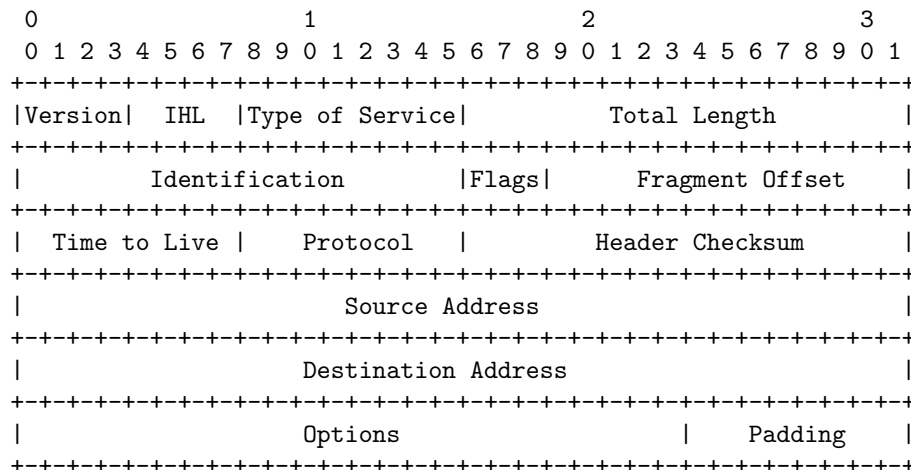 0                   1                   2                   3
0 1 2 3 4 5 6 7 8 9 0 1 2 3 4 5 6 7 8 9 0 1 2 3 4 5 6 7 8 9 0 1
+-+-+-+-+-+-+-+-+-+-+-+-+-+-+-+-+-+-+-+-+-+-+-+-+-+-+-+-+-+-+-+-+
|Version|  IHL  |Type of Service|          Total Length         |
+-+-+-+-+-+-+-+-+-+-+-+-+-+-+-+-+-+-+-+-+-+-+-+-+-+-+-+-+-+-+-+-+
|         Identification        |Flags|      Fragment Offset    |
+-+-+-+-+-+-+-+-+-+-+-+-+-+-+-+-+-+-+-+-+-+-+-+-+-+-+-+-+-+-+-+-+
|  Time to Live |    Protocol   |         Header Checksum       |
+-+-+-+-+-+-+-+-+-+-+-+-+-+-+-+-+-+-+-+-+-+-+-+-+-+-+-+-+-+-+-+-+
|                       Source Address                          |
+-+-+-+-+-+-+-+-+-+-+-+-+-+-+-+-+-+-+-+-+-+-+-+-+-+-+-+-+-+-+-+-+
|                    Destination Address                        |
+-+-+-+-+-+-+-+-+-+-+-+-+-+-+-+-+-+-+-+-+-+-+-+-+-+-+-+-+-+-+-+-+
|                    Options                    |    Padding    |
+-+-+-+-+-+-+-+-+-+-+-+-+-+-+-+-+-+-+-+-+-+-+-+-+-+-+-+-+-+-+-+-+